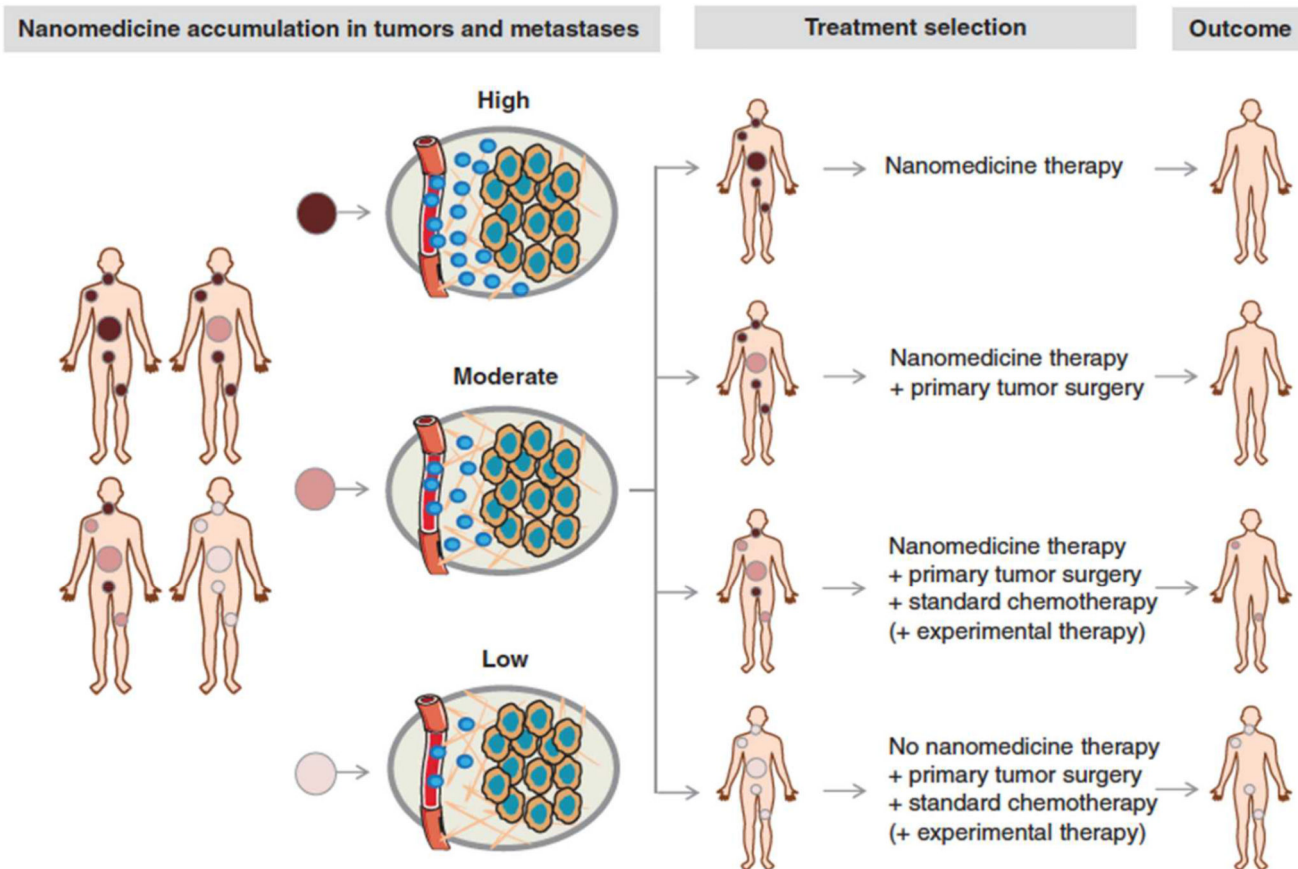 Nanomedicine accumulation in tumors and metastases
Treatment selection
Outcome
High
Nanomedicine therapy
Moderate
Nanomedicine therapy
+ primary tumor surgery
Nanomedicine therapy
+ primary tumor surgery
+ standard chemotherapy
(+ experimental therapy)
Low
No nanomedicine therapy
+ primary tumor surgery
+ standard chemotherapy
(+ experimental therapy)